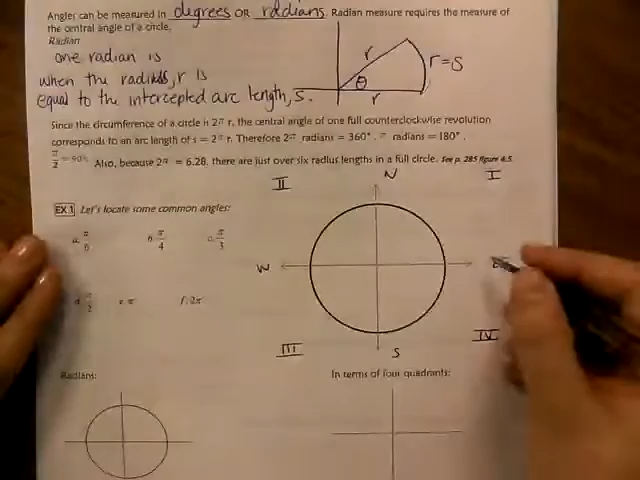 Angles can be measured in degrees OR radians. Radian measure requires the measure of
the central angle of a circle.
Radian
one radian is
when the radius, r is
equal to the intercepted arc length, s.
r
θ
r
r=s
Since the circumference of a circle is 2π r, the central angle of one full counterclockwise revolution
corresponds to an arc length of s = 2π r. Therefore 2π radians = 360°, π radians = 180°,
π/2 = 90°. Also, because 2π = 6.28, there are just over six radius lengths in a full circle. See p. 285 figure 4.5.
II
N
I
EX 1 Let's locate some common angles:
a. π/6
b. π/4
c. π/3
W
d. π/2
e. π
f. 2π
III
S
IV
Radians:
In terms of four quadrants: